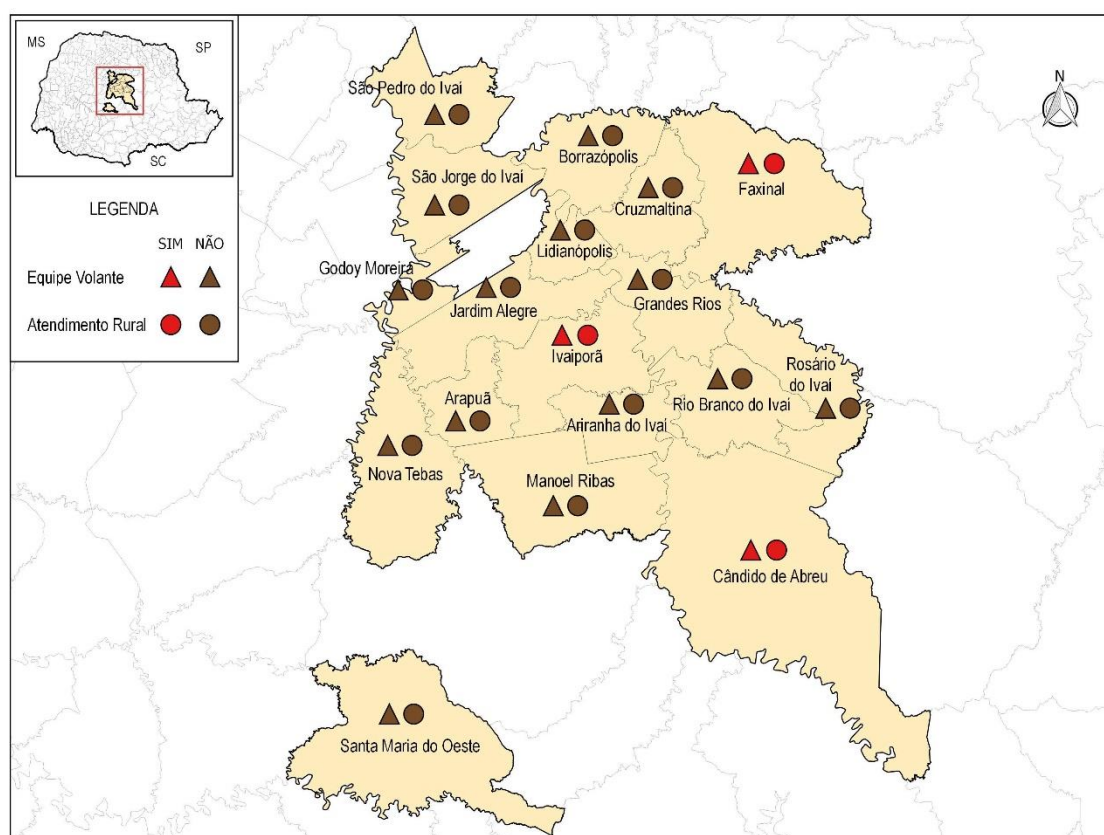 MS
SP
SC
N
LEGENDA
SIM NÃO
Equipe Volante
Atendimento Rural
São Pedro do Ivaí
Borrazópolis
Faxinal
São Jorge do Ivaí
Cruzmaltina
Lidianópolis
Godoy Moreira
Jardim Alegre
Grandes Rios
Ivaiporã
Rosário
do Ivaí
Arapuã
Rio Branco do Ivaí
Ariranha do Ivaí
Nova Tebas
Manoel Ribas
Cândido de Abreu
Santa Maria do Oeste